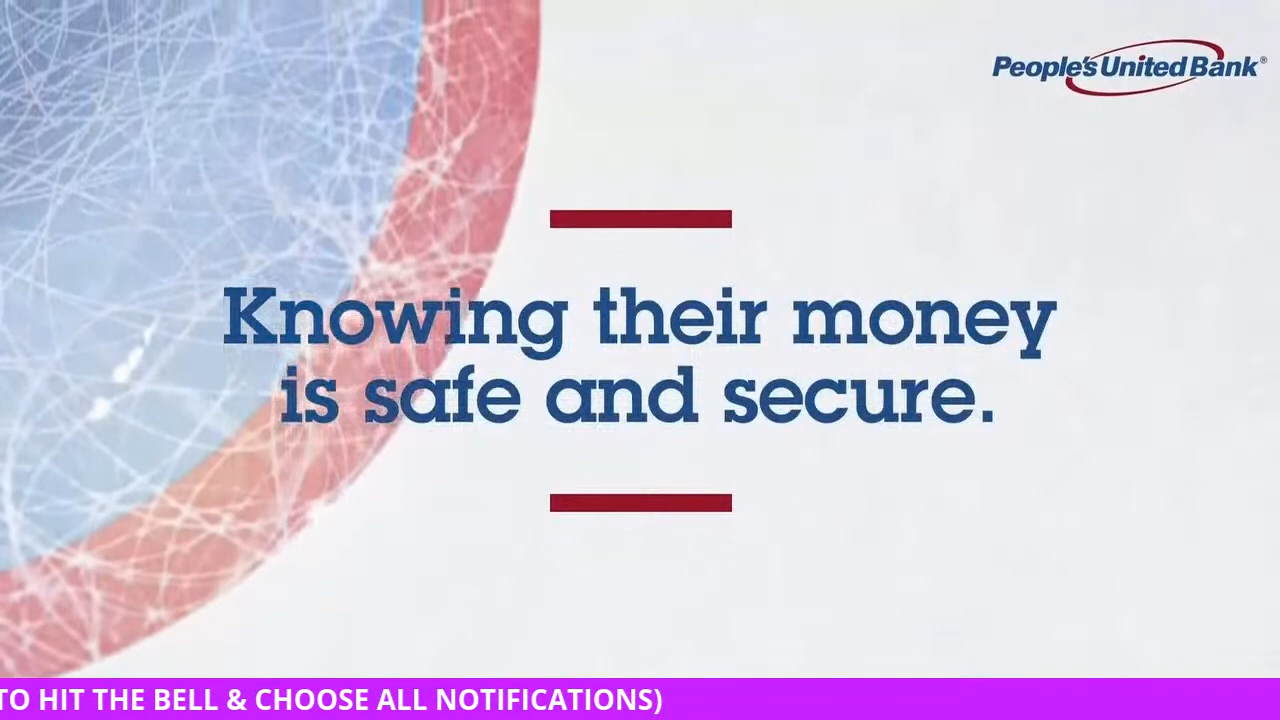 People's United Bank®
Knowing their money
is safe and secure.
TO HIT THE BELL & CHOOSE ALL NOTIFICATIONS)